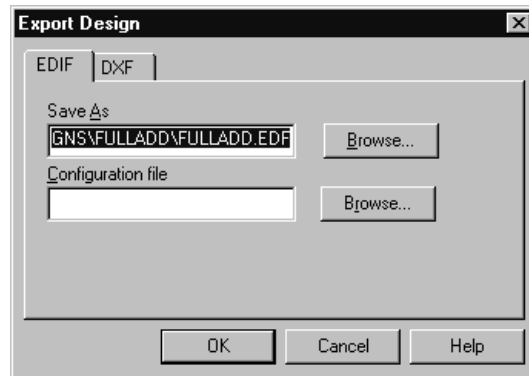 Export Design
EDIF DXF
Save As
GNS\FULLADD\FULLADD.EDF Browse...
Configuration file
Browse...
OK Cancel Help